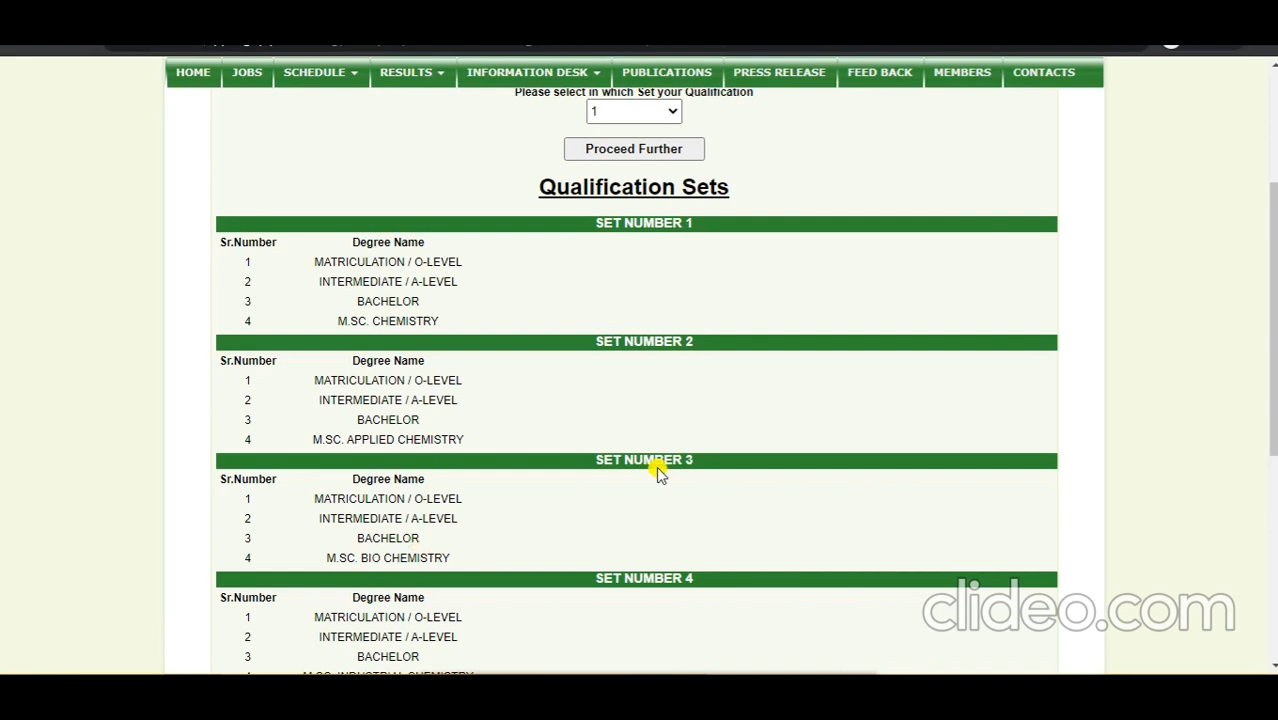 HOME JOBS SCHEDULE RESULTS INFORMATION DESK PUBLICATIONS PRESS RELEASE FEED BACK MEMBERS CONTACTS
Please select in which Set your Qualification
1
Proceed Further
Qualification Sets
SET NUMBER 1
Sr.Number Degree Name
1 MATRICULATION / O-LEVEL
2 INTERMEDIATE / A-LEVEL
3 BACHELOR
4 M.SC. CHEMISTRY
SET NUMBER 2
Sr.Number Degree Name
1 MATRICULATION / O-LEVEL
2 INTERMEDIATE / A-LEVEL
3 BACHELOR
4 M.SC. APPLIED CHEMISTRY
SET NUMBER 3
Sr.Number Degree Name
1 MATRICULATION / O-LEVEL
2 INTERMEDIATE / A-LEVEL
3 BACHELOR
4 M.SC. BIO CHEMISTRY
SET NUMBER 4
Sr.Number Degree Name
1 MATRICULATION / O-LEVEL
2 INTERMEDIATE / A-LEVEL
3 BACHELOR
M.SC. INDUSTRIAL CHEMISTRY
clideo.com